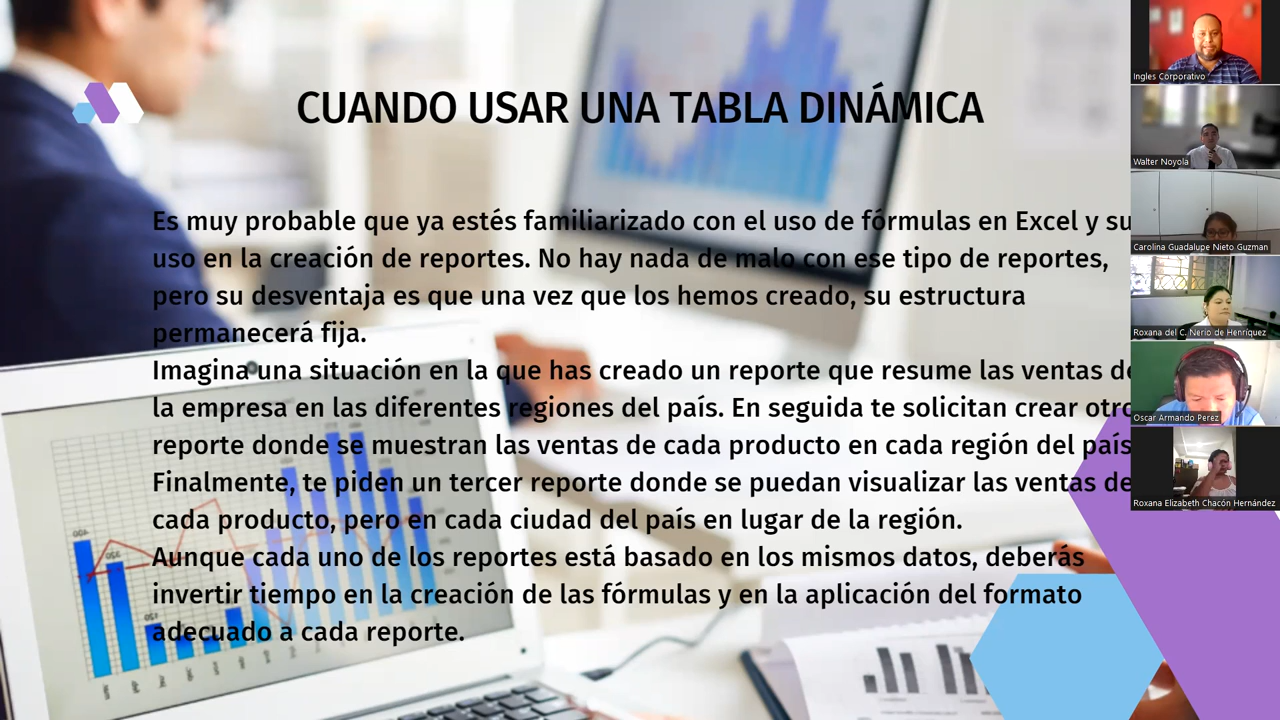 CUANDO USAR UNA TABLA DINÁMICA
Es muy probable que ya estés familiarizado con el uso de fórmulas en Excel y su
uso en la creación de reportes. No hay nada de malo con ese tipo de reportes,
pero su desventaja es que una vez que los hemos creado, su estructura
permanecerá fija.
Imagina una situación en la que has creado un reporte que resume las ventas de
la empresa en las diferentes regiones del país. En seguida te solicitan crear otro
reporte donde se muestran las ventas de cada producto en cada región del país
Finalmente, te piden un tercer reporte donde se puedan visualizar las ventas de
cada producto, pero en cada ciudad del país en lugar de la región.
Aunque cada uno de los reportes está basado en los mismos datos, deberás
invertir tiempo en la creación de las fórmulas y en la aplicación del formato
adecuado a cada reporte.
Ingles Corporativo
Walter Noyola
Carolina Guadalupe Nieto Guzman
Roxana del C. Nerio de Henríquez
Oscar Armando Perez
Roxana Elizabeth Chacón Hernández